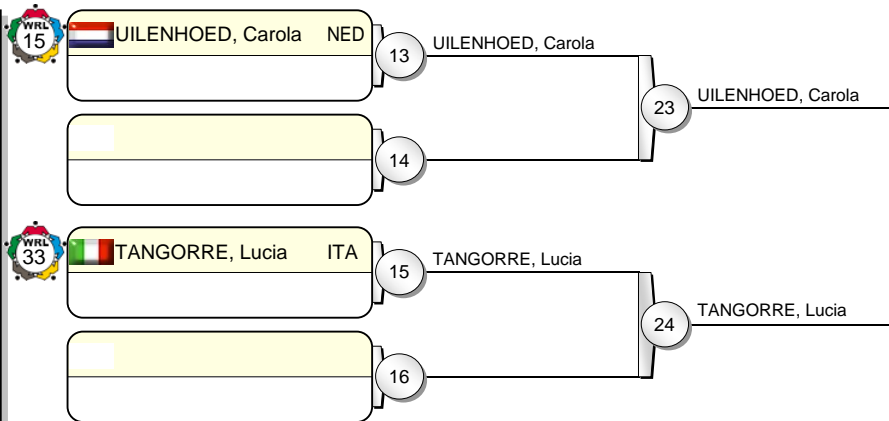 WRL
15
UILENHOED, Carola NED
13
UILENHOED, Carola
23
UILENHOED, Carola
14
WRL
33
TANGORRE, Lucia ITA
15
TANGORRE, Lucia
24
TANGORRE, Lucia
16